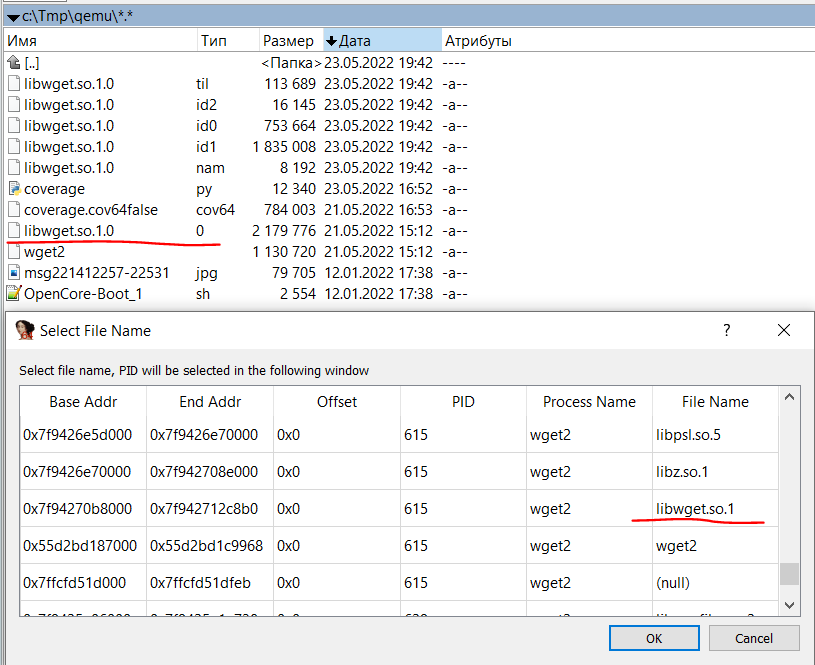 c:\Tmp\qemu\*.*
Имя Тип Размер Дата Атрибуты
[..] <Папка> 23.05.2022 19:42 ----
libwget.so.1.0 til 113 689 23.05.2022 19:42 -a--
libwget.so.1.0 id2 16 145 23.05.2022 19:42 -a--
libwget.so.1.0 id0 753 664 23.05.2022 19:42 -a--
libwget.so.1.0 id1 1 835 008 23.05.2022 19:42 -a--
libwget.so.1.0 nam 8 192 23.05.2022 19:42 -a--
coverage py 12 340 23.05.2022 16:52 -a--
coverage.cov64false cov64 784 003 21.05.2022 16:53 -a--
libwget.so.1.0 0 2 179 776 21.05.2022 15:12 -a--
wget2 1 130 720 21.05.2022 15:12 -a--
msg221412257-22531 jpg 79 705 12.01.2022 17:38 -a--
OpenCore-Boot_1 sh 2 554 12.01.2022 17:38 -a--
Select File Name ?
Select file name, PID will be selected in the following window
Base Addr End Addr Offset PID Process Name File Name
0x7f9426e5d000 0x7f9426e70000 0x0 615 wget2 libpsl.so.5
0x7f9426e70000 0x7f942708e000 0x0 615 wget2 libz.so.1
0x7f94270b8000 0x7f942712c8b0 0x0 615 wget2 libwget.so.1
0x55d2bd187000 0x55d2bd1c9968 0x0 615 wget2 wget2
0x7ffcfd51d000 0x7ffcfd51dfeb 0x0 615 wget2 (null)
OK Cancel